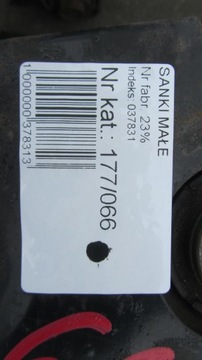 SANKI MAŁE
Nr fabr. 23%
Indeks: 037831
Nr kat.: 177/066
1000000378313